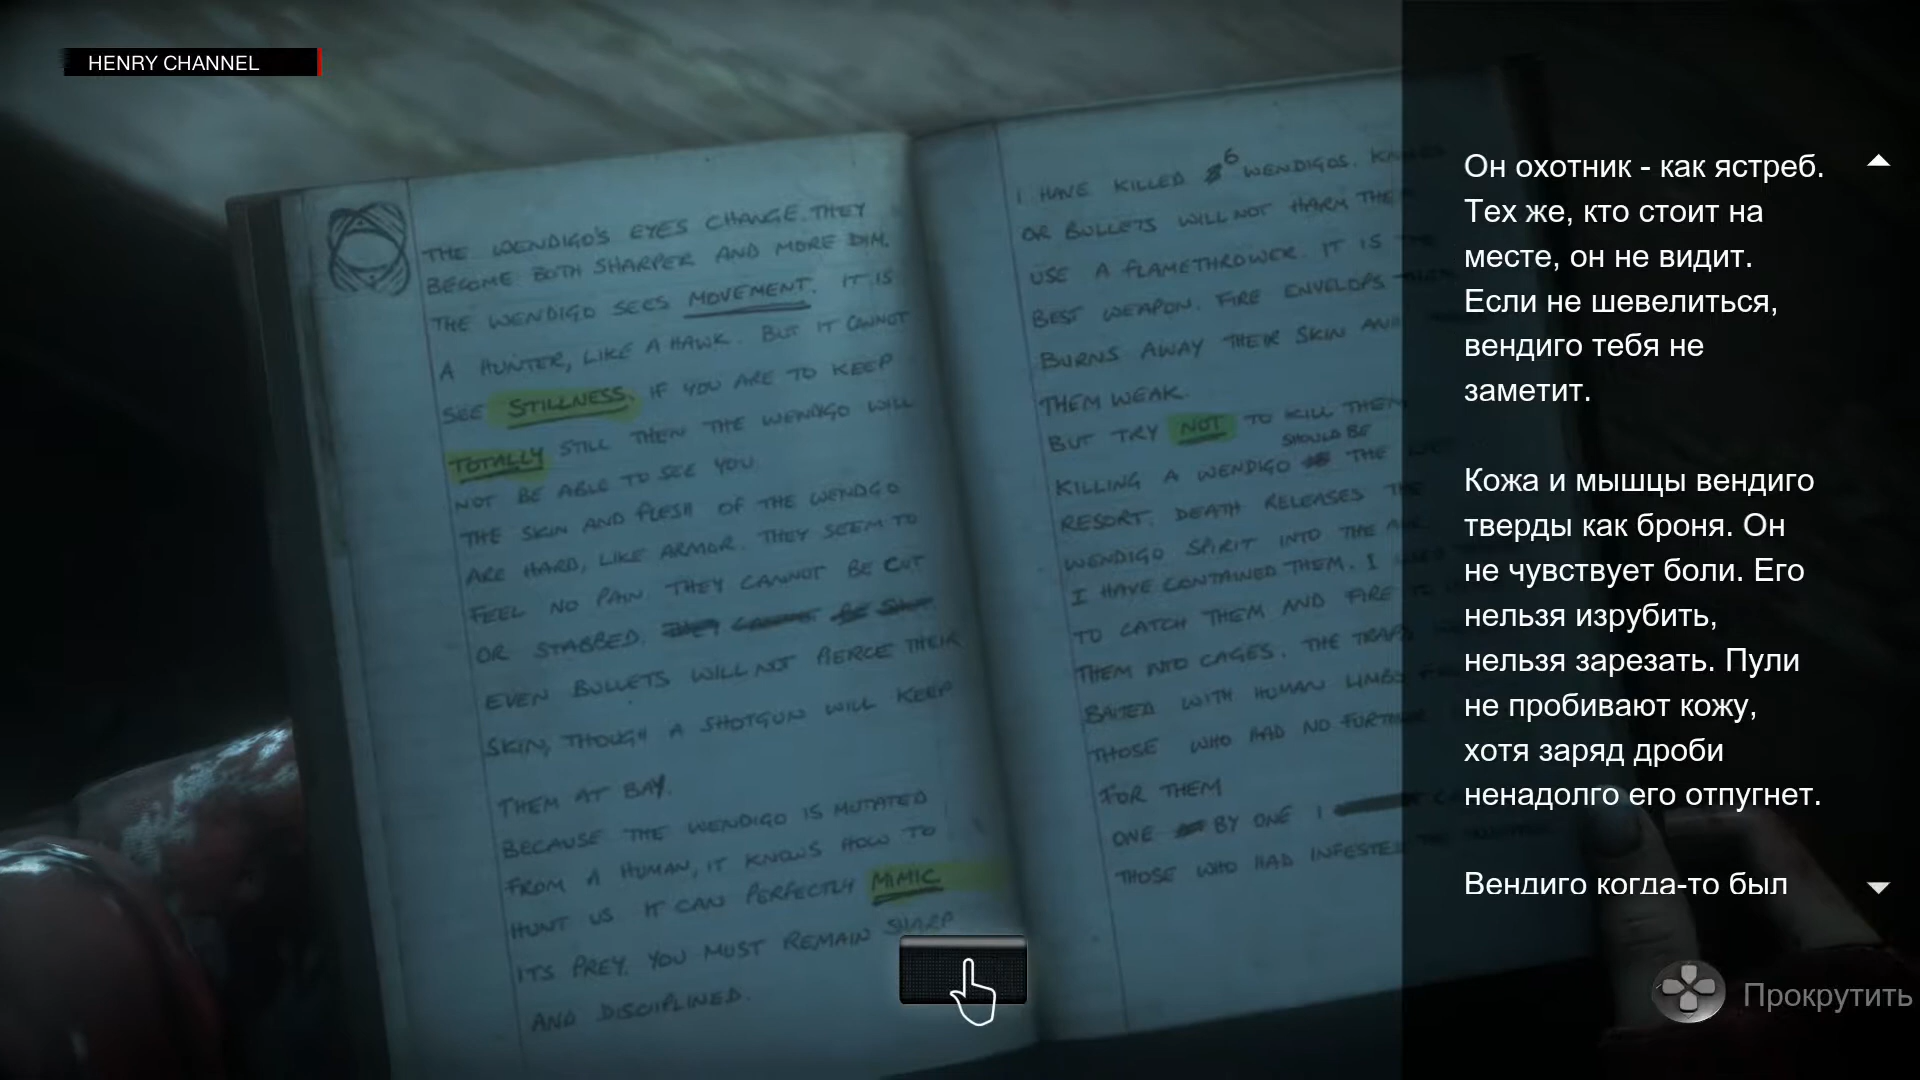 HENRY CHANNEL
THE WENDIGO'S EYES CHANGE. THEY
BECOME BOTH SHARPER AND MORE DIM.
THE WENDIGO SEES MOVEMENT. IT IS
A HUNTER, LIKE A HAWK. BUT IT CANNOT
SEE STILLNESS. IF YOU ARE TO KEEP
TOTALLY STILL THEN THE WENDIGO WILL
NOT BE ABLE TO SEE YOU.
THE SKIN AND FLESH OF THE WENDIGO
ARE HARD, LIKE ARMOR. THEY SEEM TO
FEEL NO PAIN THEY CANNOT BE CUT
OR STABBED. THEY CANNOT BE SHOT
EVEN BULLETS WILL NOT PIERCE THEIR
SKIN, THOUGH A SHOTGUN WILL KEEP
THEM AT BAY.
BECAUSE THE WENDIGO IS MUTATED
FROM A HUMAN, IT KNOWS HOW TO
HUNT US IT CAN PERFECTLY MIMIC
ITS PREY. YOU MUST REMAIN SHARP
AND DISCIPLINED.
I HAVE KILLED 6 WENDIGOS.
OR BULLETS WILL NOT HARM
USE A FLAMETHROWER. IT IS
BEST WEAPON. FIRE ENVELOPS
BURNS AWAY THEIR SKIN AND
THEM WEAK.
BUT TRY NOT TO KILL THEM
SHOULD BE
KILLING A WENDIGO THE
RESORT. DEATH RELEASES THE
WENDIGO SPIRIT INTO THE
I HAVE CONTAINED THEM. I
TO CATCH THEM AND FIRE
THEM INTO CAGES. THE TRAPS
BAITED WITH HUMAN LIMBS
THOSE WHO HAD NO FURTHER
FOR THEM
ONE BY ONE I
THOSE WHO HAD INFESTED
Он охотник - как ястреб.
Тех же, кто стоит на
месте, он не видит.
Если не шевелиться,
вендиго тебя не
заметит.
Кожа и мышцы вендиго
тверды как броня. Он
не чувствует боли. Его
нельзя изрубить,
нельзя зарезать. Пули
не пробивают кожу,
хотя заряд дроби
ненадолго его отпугнет.
Вендиго когда-то был
Прокрутить